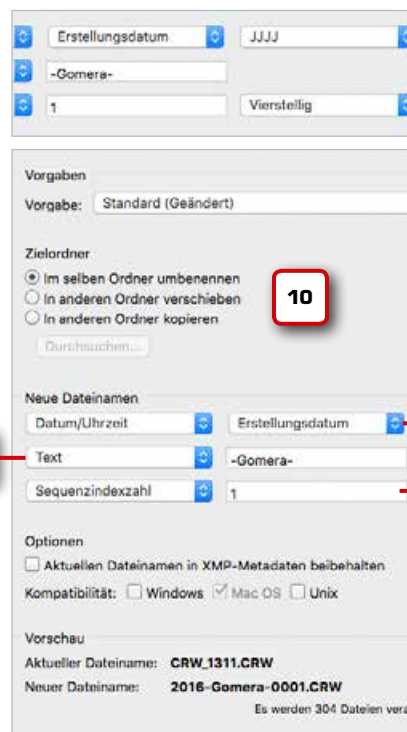 Erstellungsdatum JJJJ
-Gomera-
1 Vierstellig
Vorgaben
Vorgabe: Standard (Geändert)
Zielordner
Im selben Ordner umbenennen
In anderen Ordner verschieben
10
In anderen Ordner kopieren
Durchsuchen...
Neue Dateinamen
Datum/Uhrzeit Erstellungsdatum
Text -Gomera-
Sequenzindexzahl 1
Optionen
Aktuellen Dateinamen in XMP-Metadaten beibehalten
Kompatibilität: Windows Mac OS Unix
Vorschau
Aktueller Dateiname: CRW_1311.CRW
Neuer Dateiname: 2016-Gomera-0001.CRW
Es werden 304 Dateien